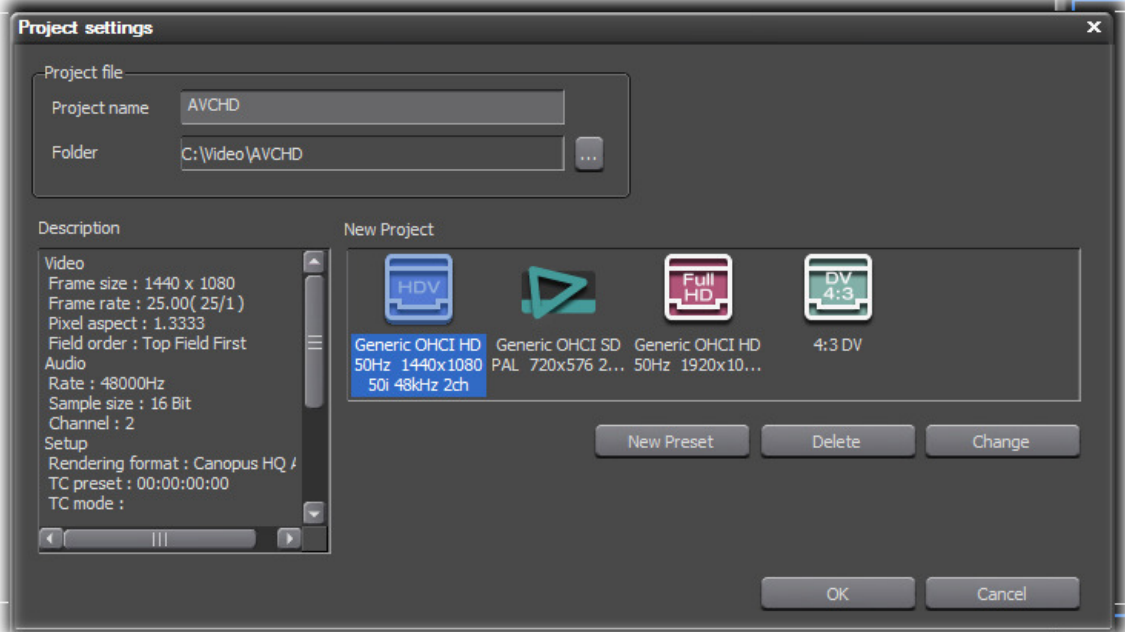 Project settings
x
Project file
Project name
AVCHD
Folder
C:\Video\AVCHD
...
Description
Video
Frame size : 1440 x 1080
Frame rate : 25.00( 25/1 )
Pixel aspect : 1.3333
Field order : Top Field First
Audio
Rate : 48000Hz
Sample size : 16 Bit
Channel : 2
Setup
Rendering format : Canopus HQ
TC preset : 00:00:00:00
TC mode :
New Project
HDV
Generic OHCI HD
50Hz 1440x1080
50i 48kHz 2ch
Generic OHCI SD
PAL 720x576 2...
Full
HD
Generic OHCI HD
50Hz 1920x10...
DV
4:3
4:3 DV
New Preset
Delete
Change
OK
Cancel